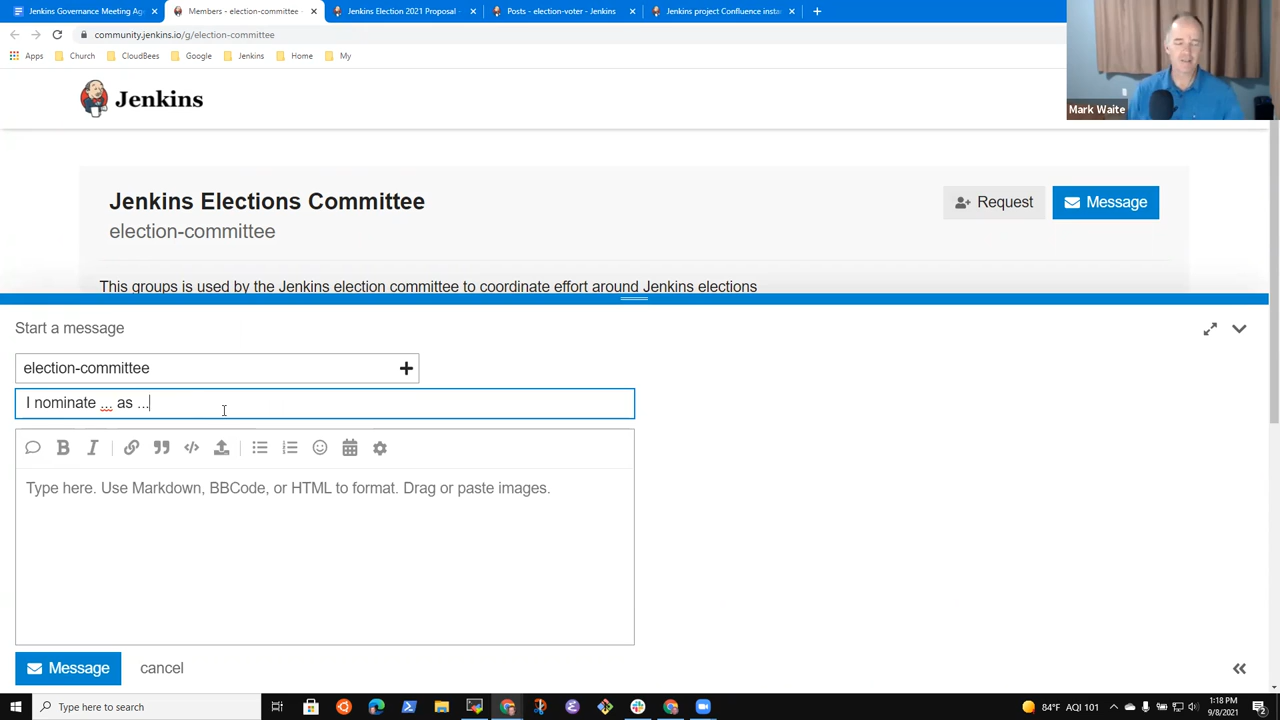 Jenkins Governance Meeting Age
Members - election-committee -
Jenkins Election 2021 Proposal -
Posts - election-voter - Jenkins
Jenkins project Confluence insta
community.jenkins.io/g/election-committee
Apps
Church
CloudBees
Google
Jenkins
Home
My
Mark Waite
Jenkins
Jenkins Elections Committee
Request
Message
election-committee
This groups is used by the Jenkins election committee to coordinate effort around Jenkins elections
Start a message
election-committee
I nominate ... as ...
B I
Type here. Use Markdown, BBCode, or HTML to format. Drag or paste images.
Message
cancel
Type here to search
84°F AQI 101
1:18 PM
9/8/2021
2